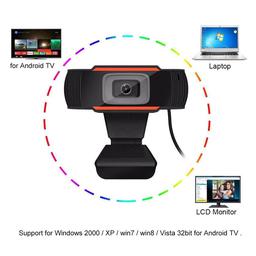 for Android TV
Laptop
LCD Monitor
Support for Windows 2000 / XP / win7 / win8 / Vista 32bit for Android TV .